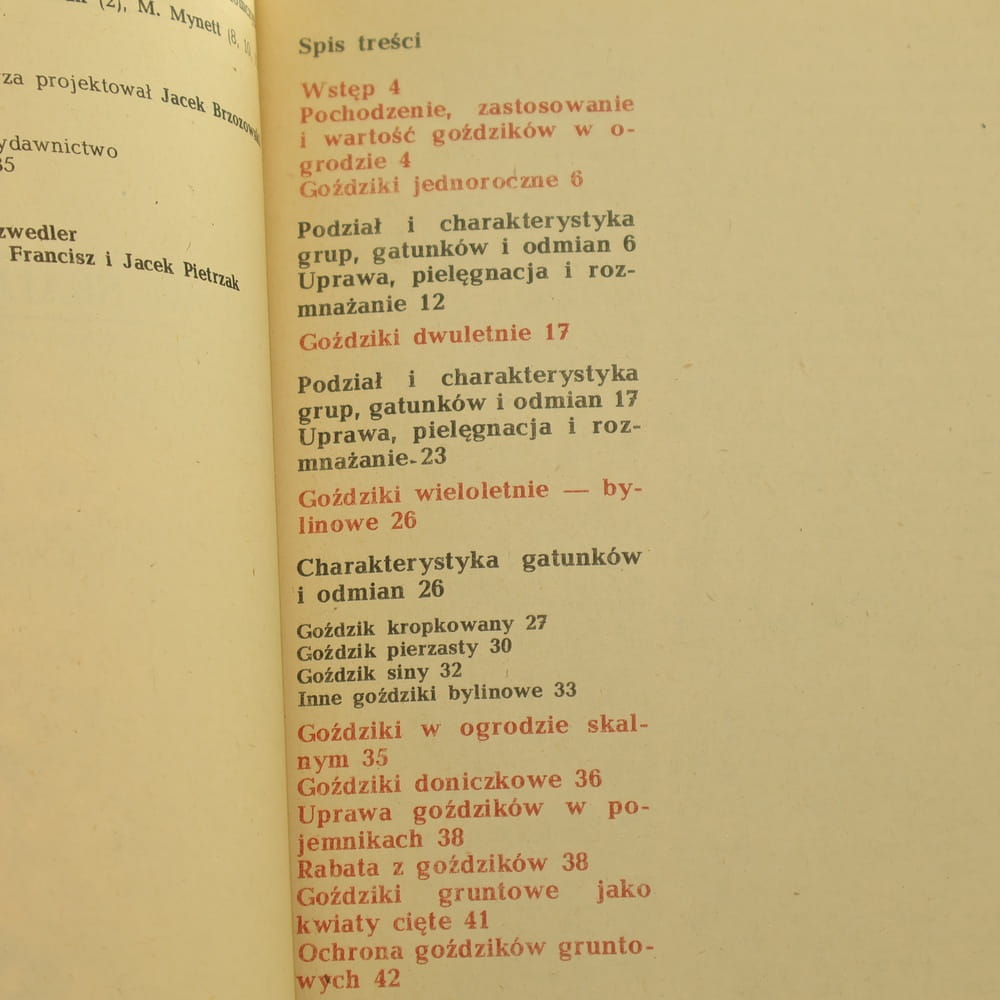 (2), M. Mynett (8, 10
za projektował Jacek Brzozowski
ydawnictwo
35
zwedler
Francisz i Jacek Pietrzak
Spis treści
Wstęp 4
Pochodzenie, zastosowanie
i wartość goździków w o-
grodzie 4
Goździki jednoroczne 6
Podział i charakterystyka
grup, gatunków i odmian 6
Uprawa, pielęgnacja i roz-
mnażanie 12
Goździki dwuletnie 17
Podział i charakterystyka
grup, gatunków i odmian 17
Uprawa, pielęgnacja i roz-
mnażanie 23
Goździki wieloletnie — by-
linowe 26
Charakterystyka gatunków
i odmian 26
Goździk kropkowany 27
Goździk pierzasty 30
Goździk siny 32
Inne goździki bylinowe 33
Goździki w ogrodzie skal-
nym 35
Goździki doniczkowe 36
Uprawa goździków w po-
jemnikach 38
Rabata z goździków 38
Goździki gruntowe jako
kwiaty cięte 41
Ochrona goździków grunto-
wych 42